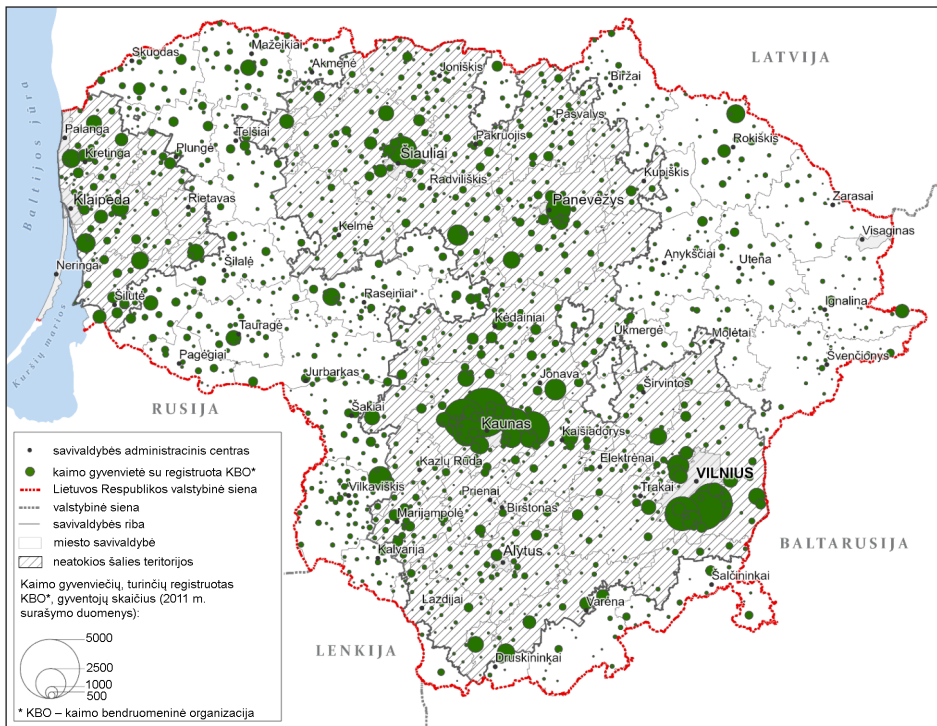 LATVIJA
Skuodas
Mažeikiai
Akmenė
Joniškis
Biržai
Baltijos jūra
Palanga
Kretinga
Plungė
Telšiai
Šiauliai
Pakruojis
Pasvalys
Rokiškis
Klaipėda
Rietavas
Radviliškis
Panevėžys
Kupiškis
Zarasai
Visaginas
Kelmė
Neringa
Šilalė
Anykščiai
Utena
Ignalina
Šilutė
Raseiniai
Kuršių marios
Tauragė
Kėdainiai
Ukmergė
Molėtai
Švenčionys
Pagėgiai
Jurbarkas
Jonava
Širvintos
RUSIJA
Šakiai
Kaunas
Kaišiadorys
Elektrėnai
Kazlų Rūda
VILNIUS
Vilkaviškis
Prienai
Trakai
Birštonas
Marijampolė
Kalvarija
Alytus
BALTARUSIJA
Šalčininkai
Lazdijai
Varėna
LENKIJA
Druskininkai
savivaldybės administracinis centras
kaimo gyvenvietė su registruota KBO*
Lietuvos Respublikos valstybinė siena
valstybinė siena
savivaldybės riba
miesto savivaldybė
neatokios šalies teritorijos
Kaimo gyvenviečių, turinčių registruotas
KBO*, gyventojų skaičius (2011 m.
surašymo duomenys):
5000
2500
1000
500
* KBO – kaimo bendruomeninė organizacija